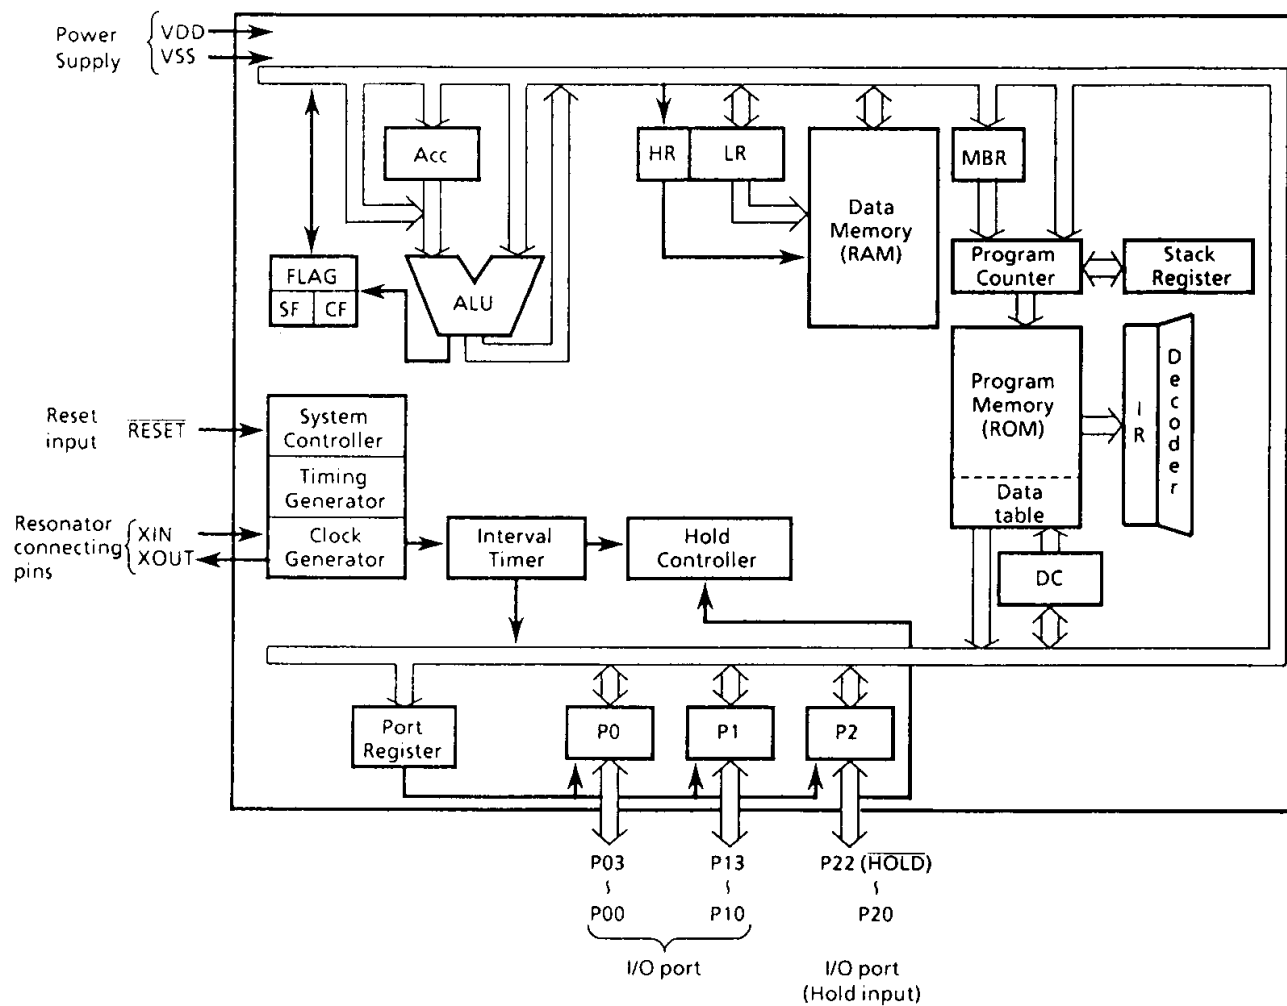 Power
Supply
VDD
VSS
Acc
HR
LR
MBR
Data
Memory
(RAM)
Program
Counter
Stack
Register
FLAG
SF
CF
ALU
Program
Memory
(ROM)
Data
table
IR
Decoder
Reset
input
RESET
System
Controller
Timing
Generator
Clock
Generator
Resonator
connecting
pins
XIN
XOUT
Interval
Timer
Hold
Controller
DC
Port
Register
P0
P1
P2
P03
~
P00
P13
~
P10
P22 (HOLD)
~
P20
I/O port
I/O port
(Hold input)